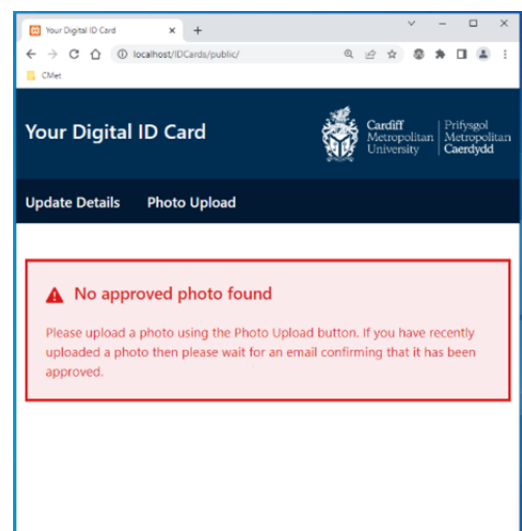 Your Digital ID Card
localhost/IDCards/public/
CMet
Your Digital ID Card
Cardiff
Metropolitan
University
Prifysgol
Metropolitan
Caerdydd
Update Details
Photo Upload
No approved photo found
Please upload a photo using the Photo Upload button. If you have recently
uploaded a photo then please wait for an email confirming that it has been
approved.